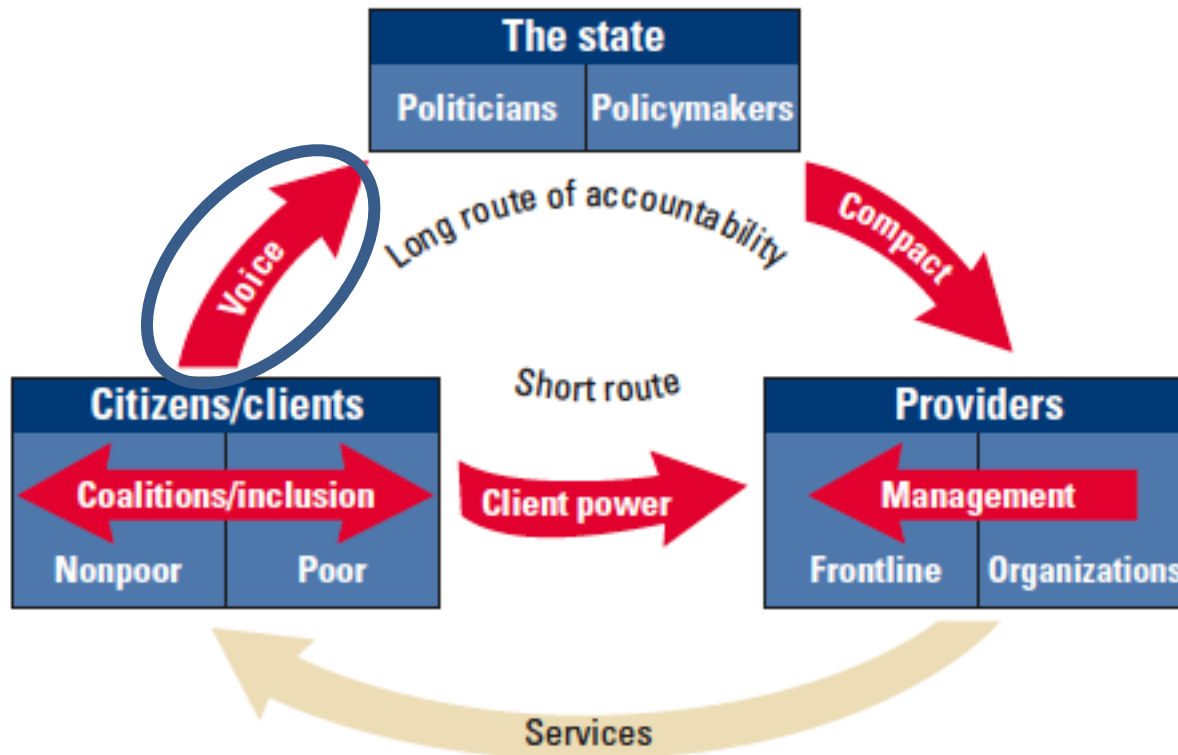 The state
Politicians Policymakers
Voice
Long route of accountability
Compact
Short route
Citizens/clients
Coalitions/inclusion
Nonpoor Poor
Client power
Providers
Management
Frontline Organizations
Services